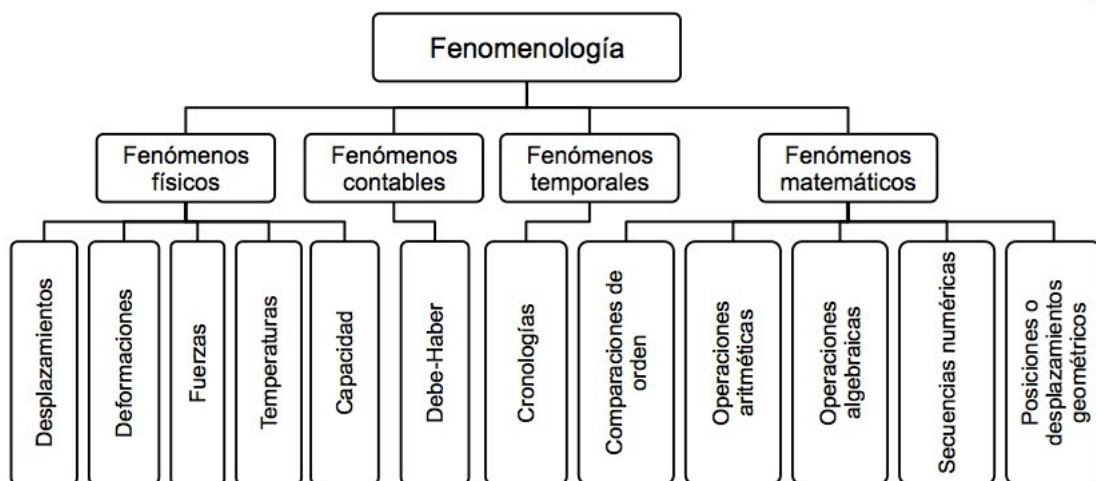 Fenomenología
Fenómenos
físicos
Fenómenos
contables
Fenómenos
temporales
Fenómenos
matemáticos
Desplazamientos
Deformaciones
Fuerzas
Temperaturas
Capacidad
Debe-Haber
Cronologías
Comparaciones de
orden
Operaciones
aritméticas
Operaciones
algebraicas
Secuencias numéricas
Posiciones o
desplazamientos
geométricos